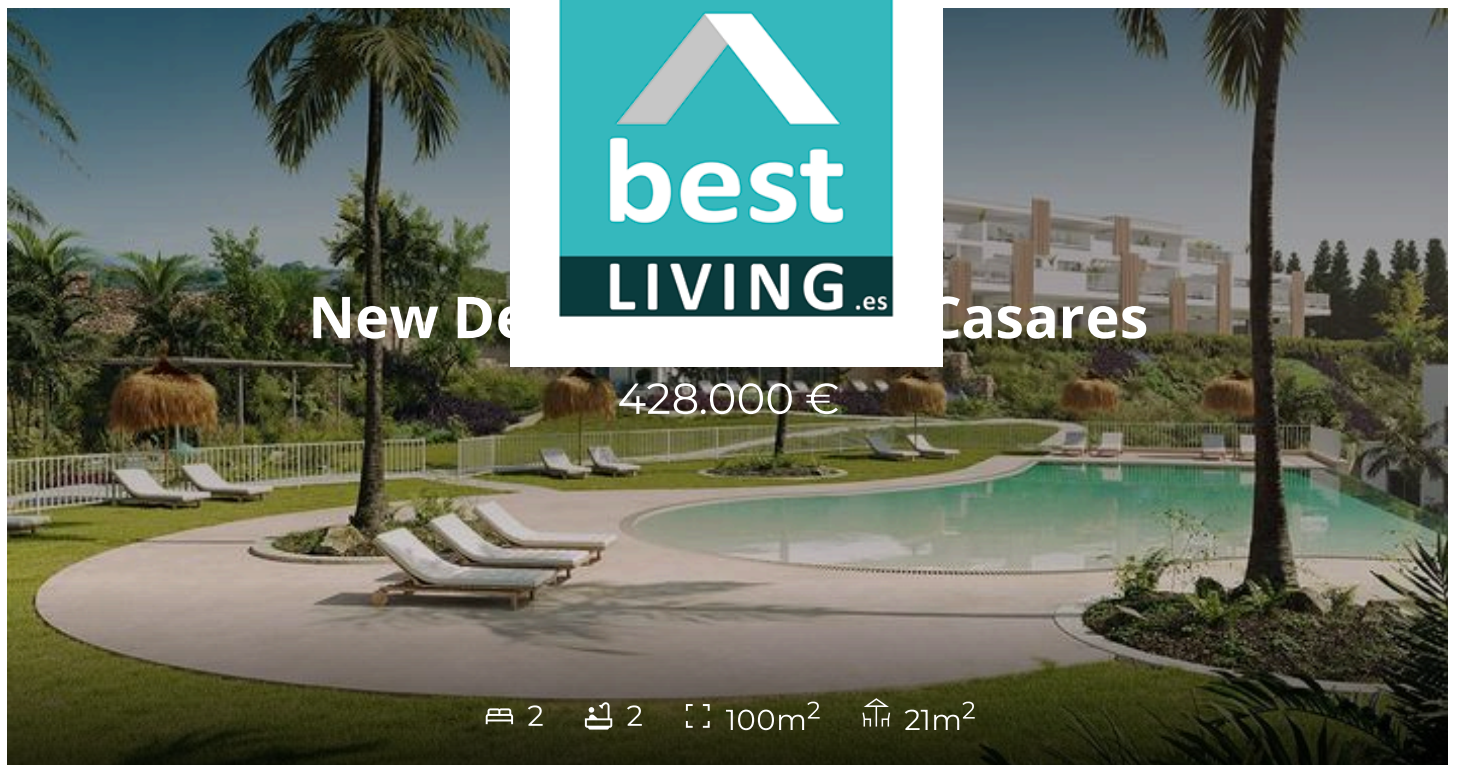 best
LIVING.es
New De Casares
428.000 €
2 2 100m² 21m²